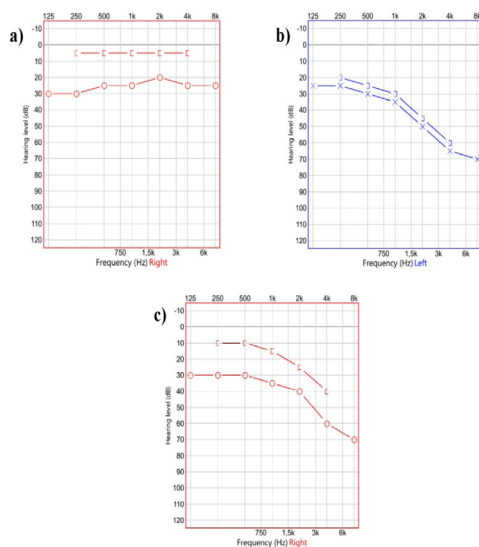 a)
125 250 500 1k 2k 4k 8k
-10
0
10
20
30
40
50
60
70
80
90
100
110
120
Hearing level (dB)
750 1,5k 3k 6k
Frequency (Hz) Right
b)
125 250 500 1k 2k 4k 8k
-10
0
10
20
30
40
50
60
70
80
90
100
110
120
Hearing level (dB)
750 1,5k 3k 6k
Frequency (Hz) Left
c)
125 250 500 1k 2k 4k 8k
-10
0
10
20
30
40
50
60
70
80
90
100
110
120
Hearing level (dB)
750 1,5k 3k 6k
Frequency (Hz) Right